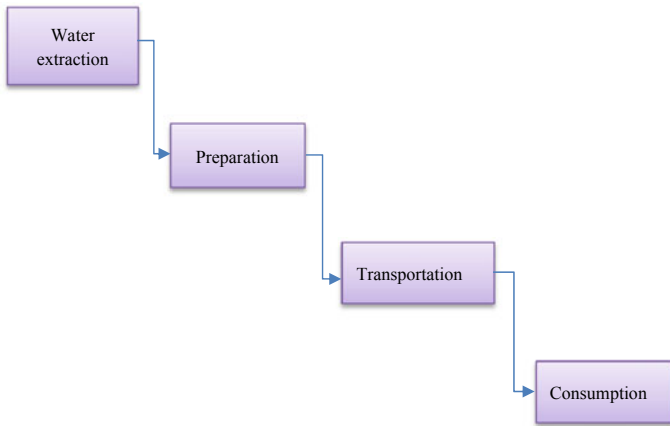 Water
extraction
Preparation
Transportation
Consumption